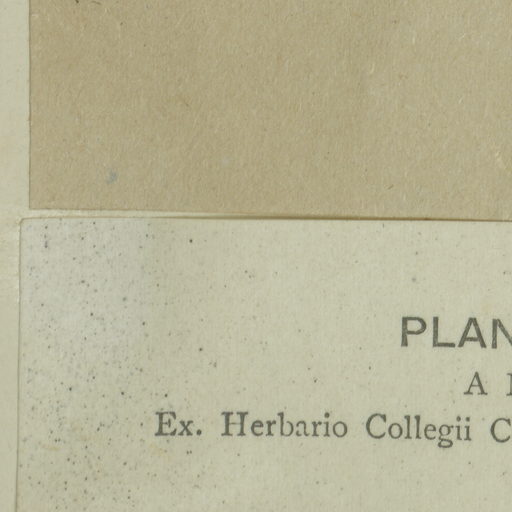 PLAN
A
Ex. Herbario Collegii C